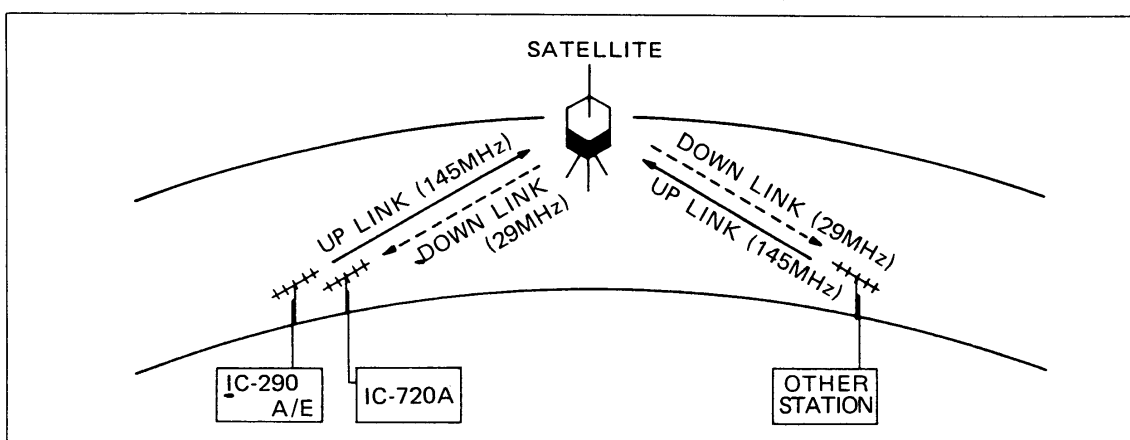 SATELLITE
UP LINK (145MHz)
DOWN LINK
(29MHz)
DOWN LINK (29MHz)
UP LINK (145MHz)
IC-290
A/E
IC-720A
OTHER
STATION